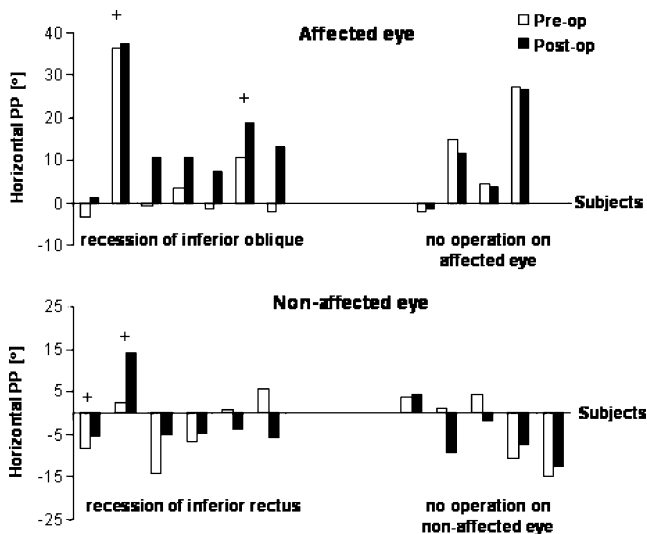 Affected eye
Pre-op
Post-op
Horizontal PP [°]
40
30
20
10
0
-10
+
+
Subjects
recession of inferior oblique
no operation on
affected eye
Non-affected eye
Horizontal PP [°]
25
15
5
-5
-15
-25
+
+
Subjects
recession of inferior rectus
no operation on
non-affected eye